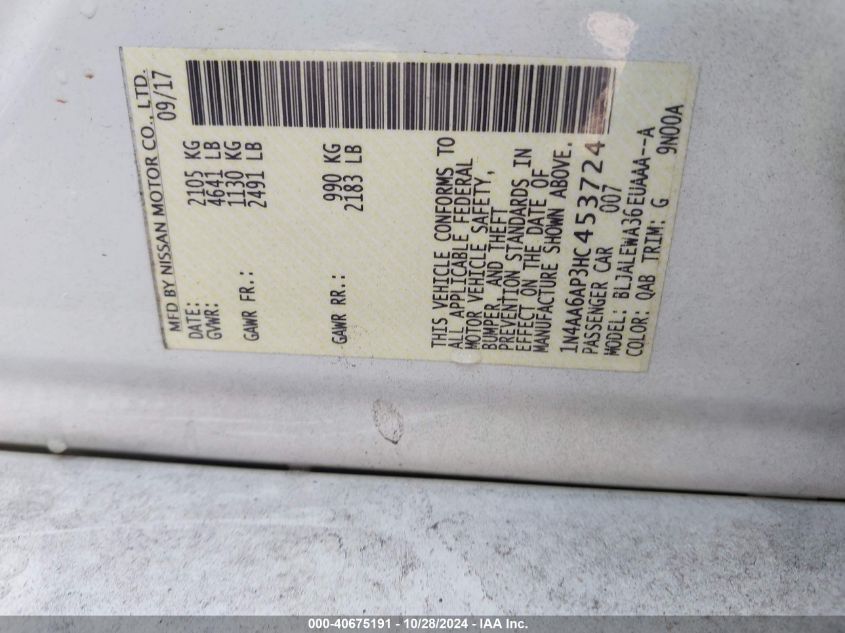 MFD BY NISSAN MOTOR CO., LTD.
DATE: 09/17
GVWR: 2105 KG
4641 LB
GAWR FR.: 1130 KG
2491 LB
GAWR RR.: 990 KG
2183 LB
THIS VEHICLE CONFORMS TO
ALL APPLICABLE FEDERAL
MOTOR VEHICLE SAFETY,
BUMPER, AND THEFT
PREVENTION STANDARDS IN
EFFECT ON THE DATE OF
MANUFACTURE SHOWN ABOVE.
1N4AA6AP3HC453724
PASSENGER CAR 007
MODEL: BLJALEWA36EUAAA--A
COLOR: QAB TRIM: G 9N00A
000-40675191 - 10/28/2024 - IAA Inc.